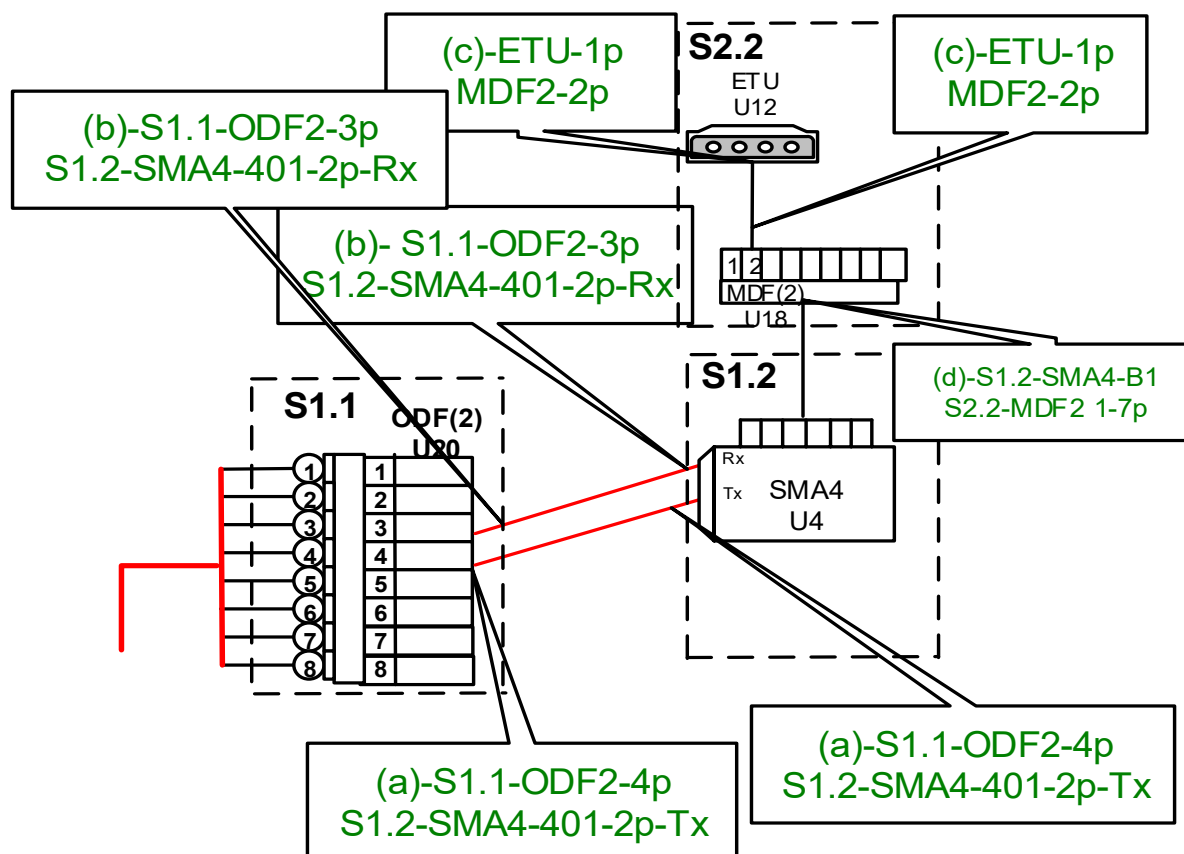 (c)-ETU-1p
MDF2-2p
S2.2
ETU
U12
(c)-ETU-1p
MDF2-2p
(b)-S1.1-ODF2-3p
S1.2-SMA4-401-2p-Rx
(b)- S1.1-ODF2-3p
S1.2-SMA4-401-2p-Rx
1 2
MDF(2)
U18
S1.2
(d)-S1.2-SMA4-B1
S2.2-MDF2 1-7p
S1.1
ODF(2)
U20
Rx
Tx
SMA4
U4
1 1
2 2
3 3
4 4
5 5
6 6
7 7
8 8
(a)-S1.1-ODF2-4p
S1.2-SMA4-401-2p-Tx
(a)-S1.1-ODF2-4p
S1.2-SMA4-401-2p-Tx